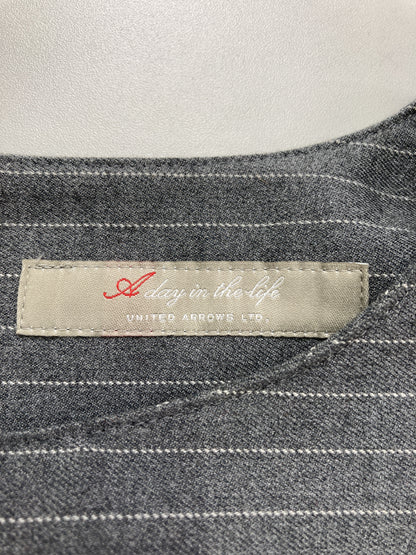 A day in the life
UNITED ARROWS LTD.